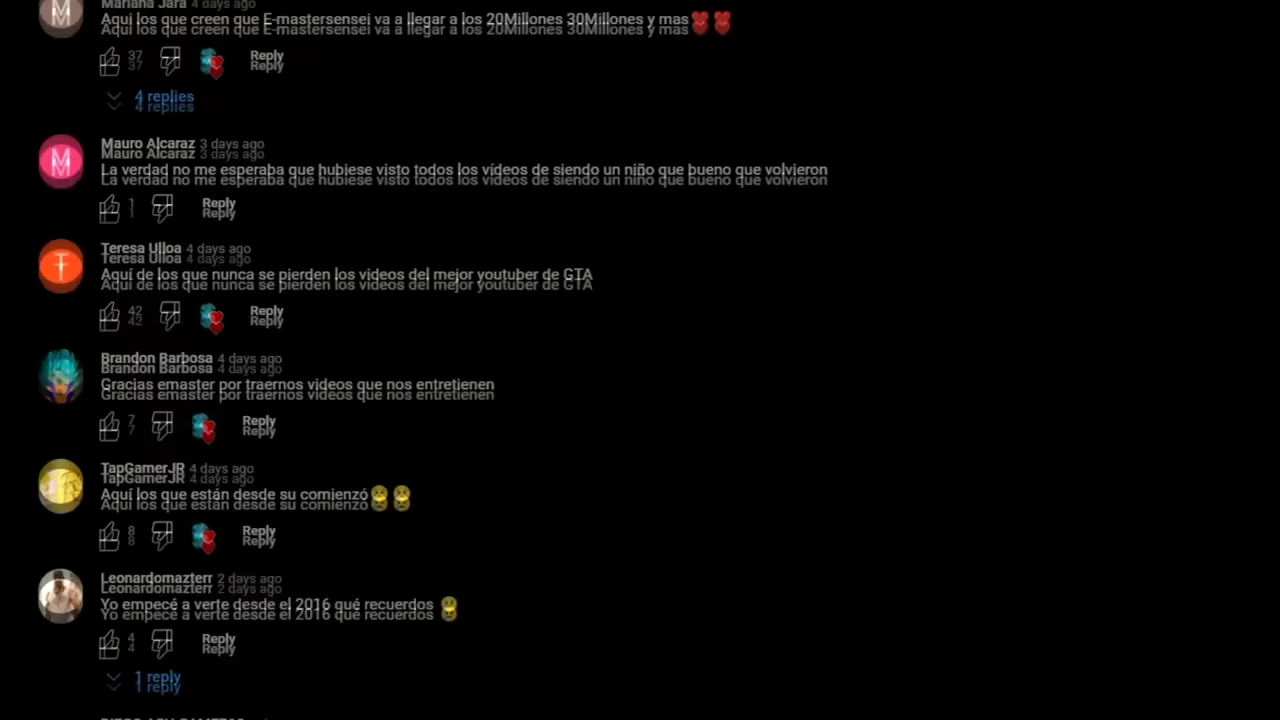 Mariana Jara 4 days ago
Aqui los que creen que E-mastersensei va a llegar a los 20Millones 30Millones y mas
37
Reply
4 replies
M
Mauro Alcaraz 3 days ago
La verdad no me esperaba que hubiese visto todos los vídeos de siendo un niño que bueno que volvieron
1
Reply
T
Teresa Ulloa 4 days ago
Aquí de los que nunca se pierden los videos del mejor youtuber de GTA
42
Reply
Brandon Barbosa 4 days ago
Gracias emaster por traernos videos que nos entretienen
7
Reply
TapGamerJR 4 days ago
Aquí los que están desde su comienzó
8
Reply
Leonardomazterr 2 days ago
Yo empecé a verte desde el 2016 qué recuerdos
4
Reply
1 reply